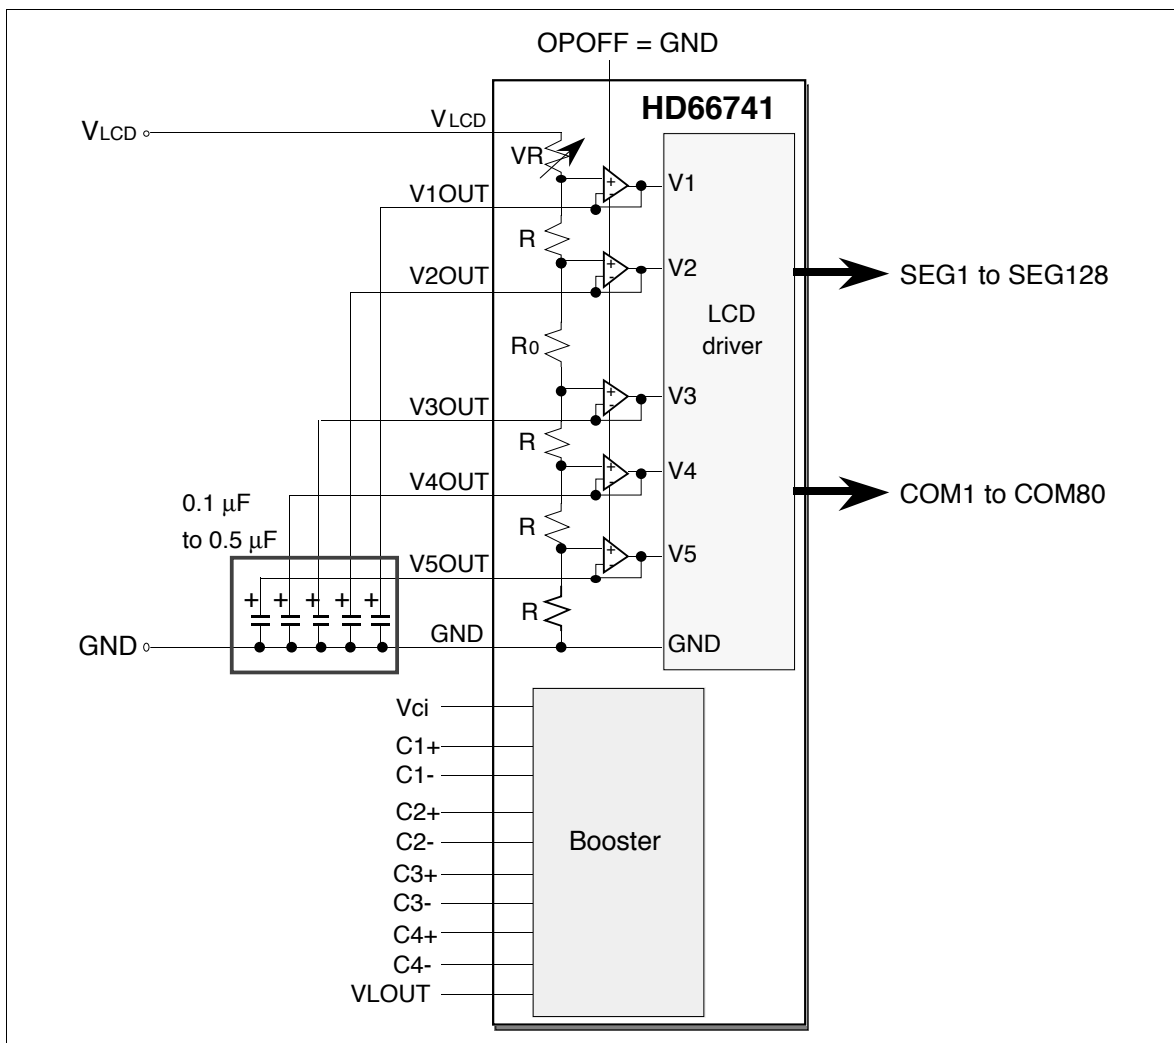 OPOFF = GND
HD66741
VLCD
VLCD
VR
+
-
V1
V1OUT
R
+
-
V2
V2OUT
SEG1 to SEG128
LCD
driver
R0
+
-
V3
V3OUT
R
+
-
V4
V4OUT
COM1 to COM80
0.1 μF
to 0.5 μF
R
+
-
V5
V5OUT
+ + + + +
R
GND
GND
GND
Vci
C1+
C1-
C2+
C2-
Booster
C3+
C3-
C4+
C4-
VLOUT